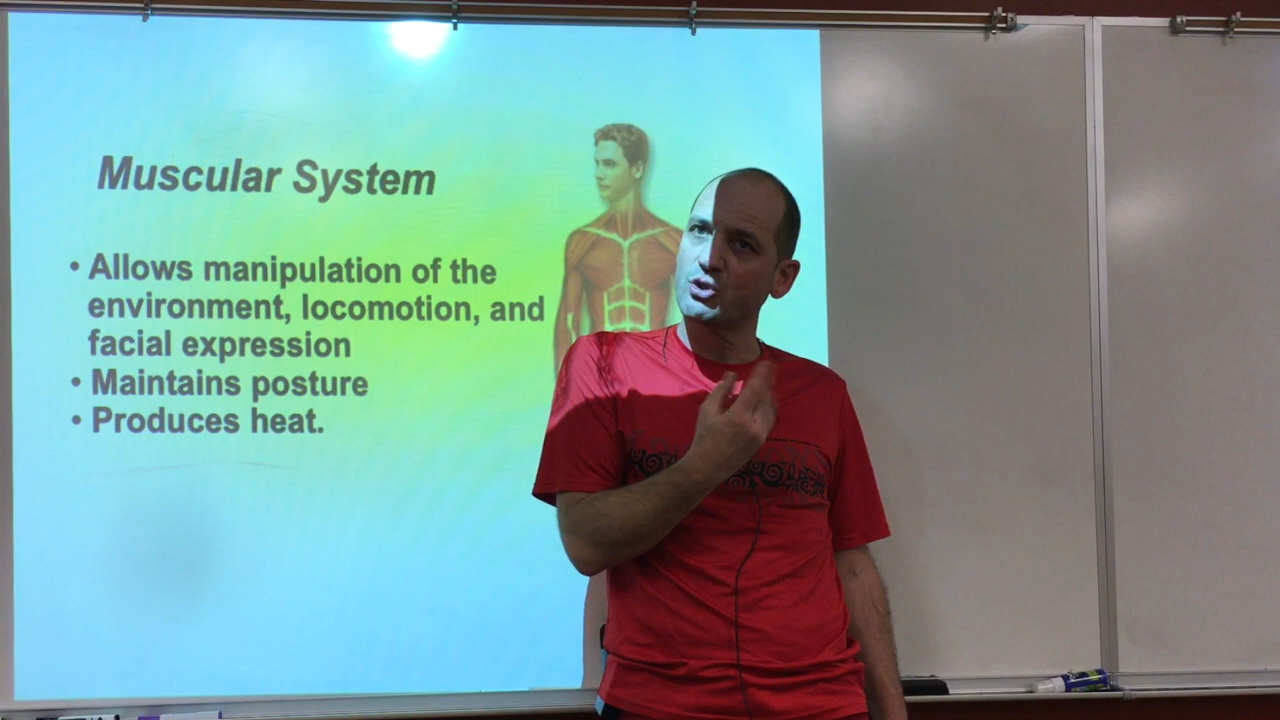 Muscular System
• Allows manipulation of the
environment, locomotion, and
facial expression
• Maintains posture
• Produces heat.